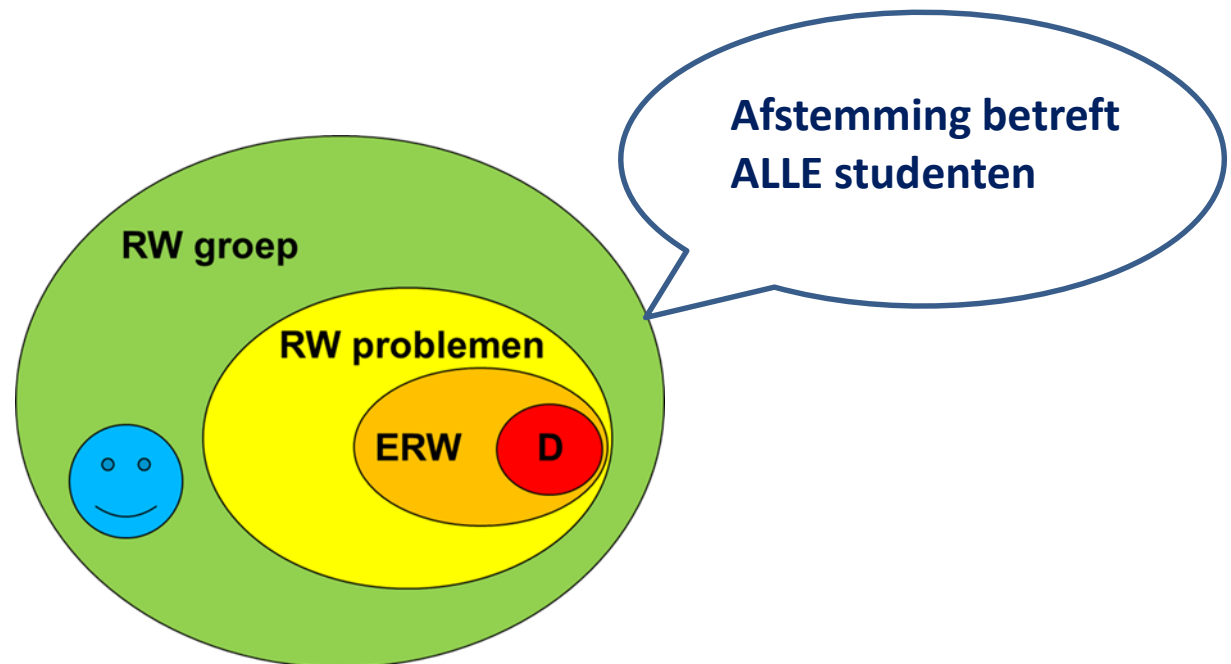 Afstemming betreft
ALLE studenten
RW groep
RW problemen
ERW
D